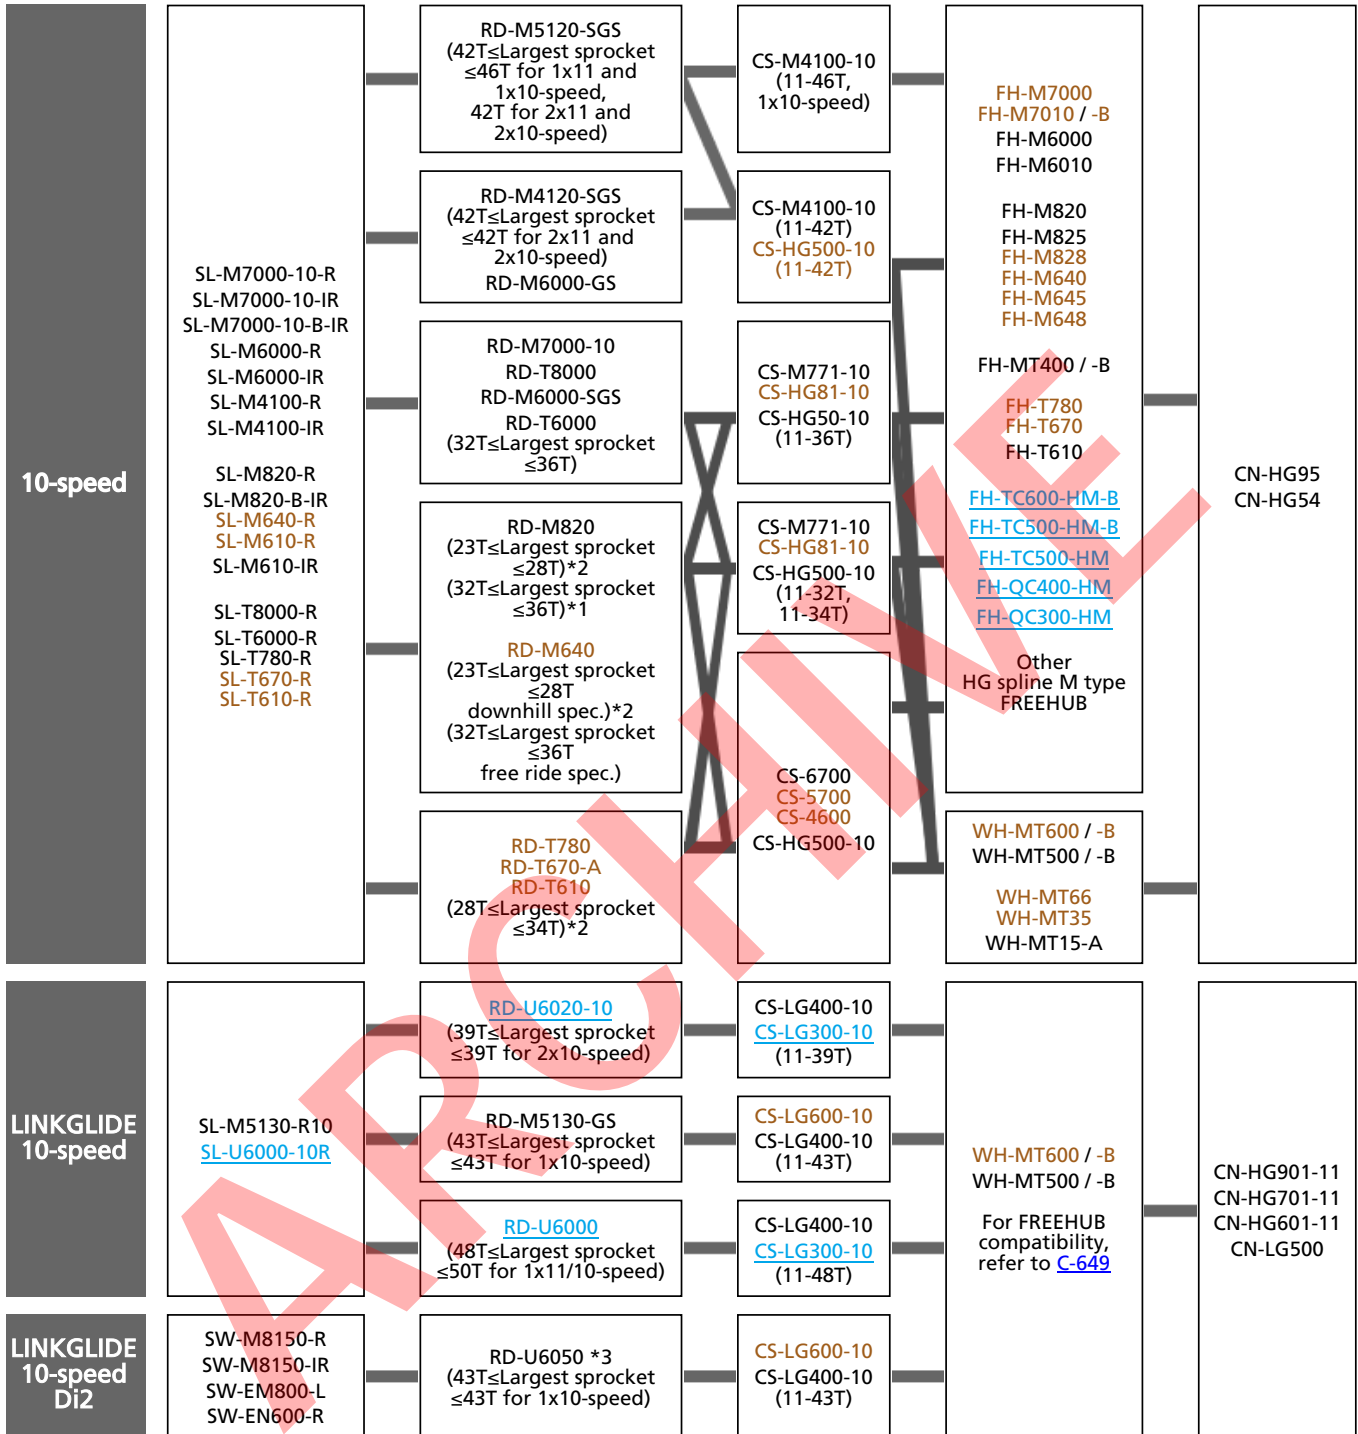 10-speed
SL-M7000-10-R
SL-M7000-10-IR
SL-M7000-10-B-IR
SL-M6000-R
SL-M6000-IR
SL-M4100-R
SL-M4100-IR
SL-M820-R
SL-M820-B-IR
SL-M640-R
SL-M610-R
SL-M610-IR
SL-T8000-R
SL-T6000-R
SL-T780-R
SL-T670-R
SL-T610-R
RD-M5120-SGS
(42T≤Largest sprocket
≤46T for 1x11 and
1x10-speed,
42T for 2x11 and
2x10-speed)
RD-M4120-SGS
(42T≤Largest sprocket
≤42T for 2x11 and
2x10-speed)
RD-M6000-GS
RD-M7000-10
RD-T8000
RD-M6000-SGS
RD-T6000
(32T≤Largest sprocket
≤36T)
RD-M820
(23T≤Largest sprocket
≤28T)*2
(32T≤Largest sprocket
≤36T)*1
RD-M640
(23T≤Largest sprocket
≤28T
downhill spec.)*2
(32T≤Largest sprocket
≤36T
free ride spec.)
RD-T780
RD-T670-A
RD-T610
(28T≤Largest sprocket
≤34T)*2
CS-M4100-10
(11-46T,
1x10-speed)
CS-M4100-10
(11-42T)
CS-HG500-10
(11-42T)
CS-M771-10
CS-HG81-10
CS-HG50-10
(11-36T)
CS-M771-10
CS-HG81-10
CS-HG500-10
(11-32T,
11-34T)
CS-6700
CS-5700
CS-4600
CS-HG500-10
FH-M7000
FH-M7010 / -B
FH-M6000
FH-M6010
FH-M820
FH-M825
FH-M828
FH-M640
FH-M645
FH-M648
FH-MT400 / -B
FH-T780
FH-T670
FH-T610
FH-TC600-HM-B
FH-TC500-HM-B
FH-TC500-HM
FH-QC400-HM
FH-QC300-HM
Other
HG spline M type
FREEHUB
WH-MT600 / -B
WH-MT500 / -B
WH-MT66
WH-MT35
WH-MT15-A
CN-HG95
CN-HG54
LINKGLIDE
10-speed
SL-M5130-R10
SL-U6000-10R
RD-U6020-10
(39T≤Largest sprocket
≤39T for 2x10-speed)
CS-LG400-10
CS-LG300-10
(11-39T)
RD-M5130-GS
(43T≤Largest sprocket
≤43T for 1x10-speed)
CS-LG600-10
CS-LG400-10
(11-43T)
RD-U6000
(48T≤Largest sprocket
≤50T for 1x11/10-speed)
CS-LG400-10
CS-LG300-10
(11-48T)
WH-MT600 / -B
WH-MT500 / -B
For FREEHUB
compatibility,
refer to C-649
CN-HG901-11
CN-HG701-11
CN-HG601-11
CN-LG500
LINKGLIDE
10-speed
Di2
SW-M8150-R
SW-M8150-IR
SW-EM800-L
SW-EN600-R
RD-U6050 *3
(43T≤Largest sprocket
≤43T for 1x10-speed)
CS-LG600-10
CS-LG400-10
(11-43T)
ARCHIVE